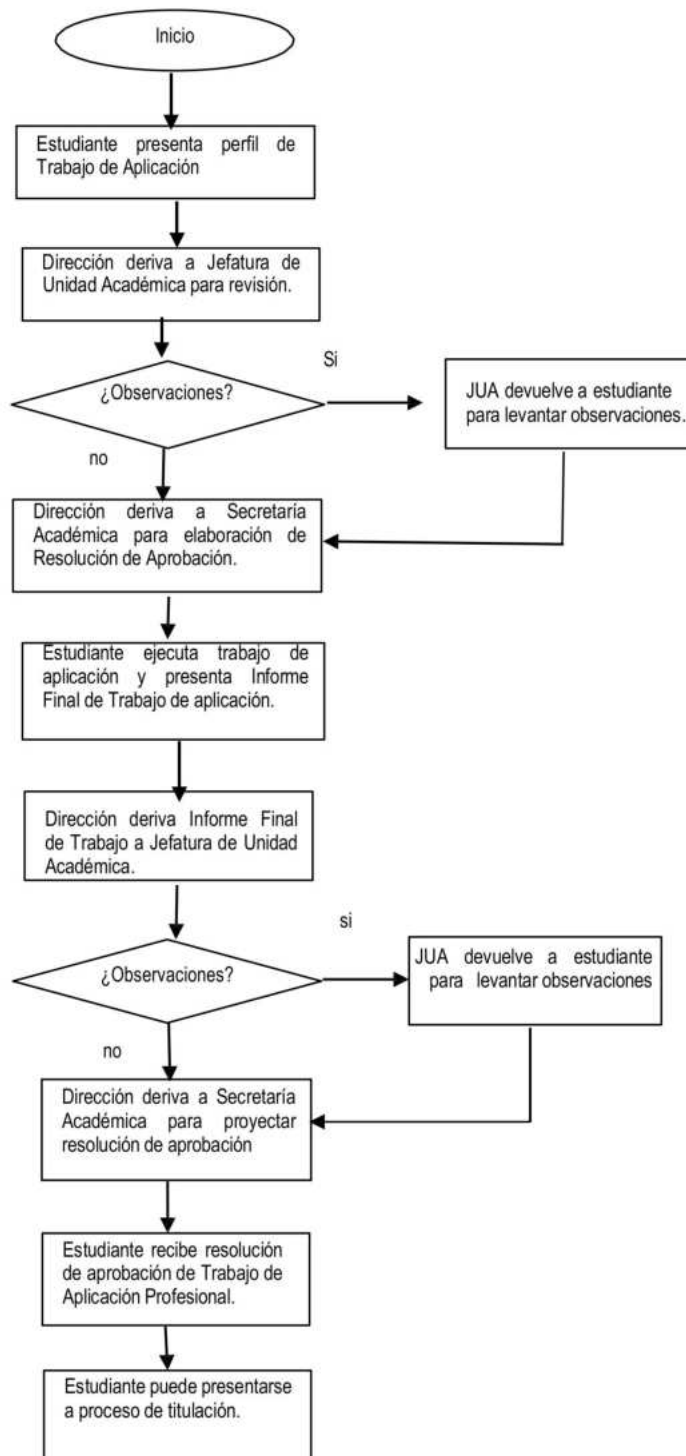 Inicio
Estudiante presenta perfil de
Trabajo de Aplicación
Dirección deriva a Jefatura de
Unidad Académica para revisión.
¿Observaciones?
Si
JUA devuelve a estudiante
para levantar observaciones.
no
Dirección deriva a Secretaría
Académica para elaboración de
Resolución de Aprobación.
Estudiante ejecuta trabajo de
aplicación y presenta Informe
Final de Trabajo de aplicación.
Dirección deriva Informe Final
de Trabajo a Jefatura de Unidad
Académica.
¿Observaciones?
si
JUA devuelve a estudiante
para levantar observaciones
no
Dirección deriva a Secretaría
Académica para proyectar
resolución de aprobación
Estudiante recibe resolución
de aprobación de Trabajo de
Aplicación Profesional.
Estudiante puede presentarse
a proceso de titulación.